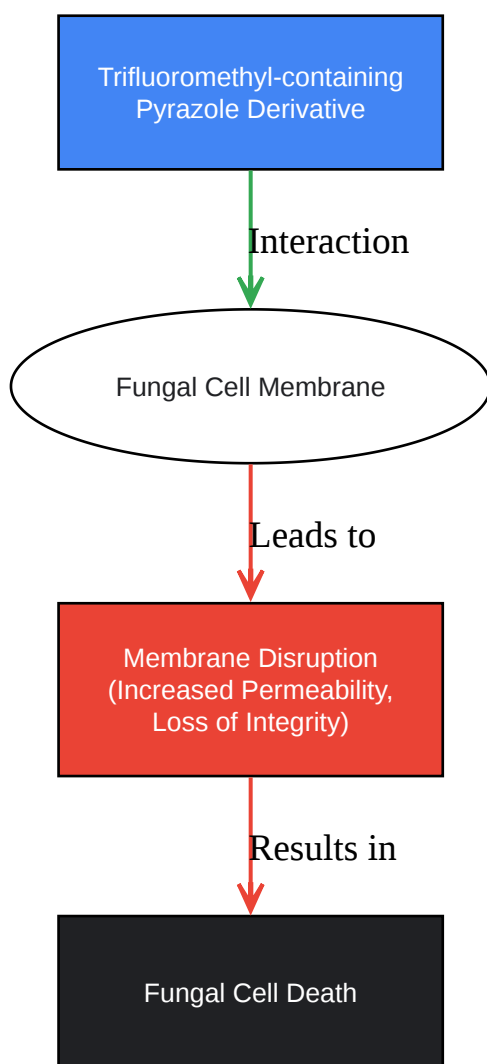 Trifluoromethyl-containing
Pyrazole Derivative
Interaction
Fungal Cell Membrane
Leads to
Membrane Disruption
(Increased Permeability,
Loss of Integrity)
Results in
Fungal Cell Death